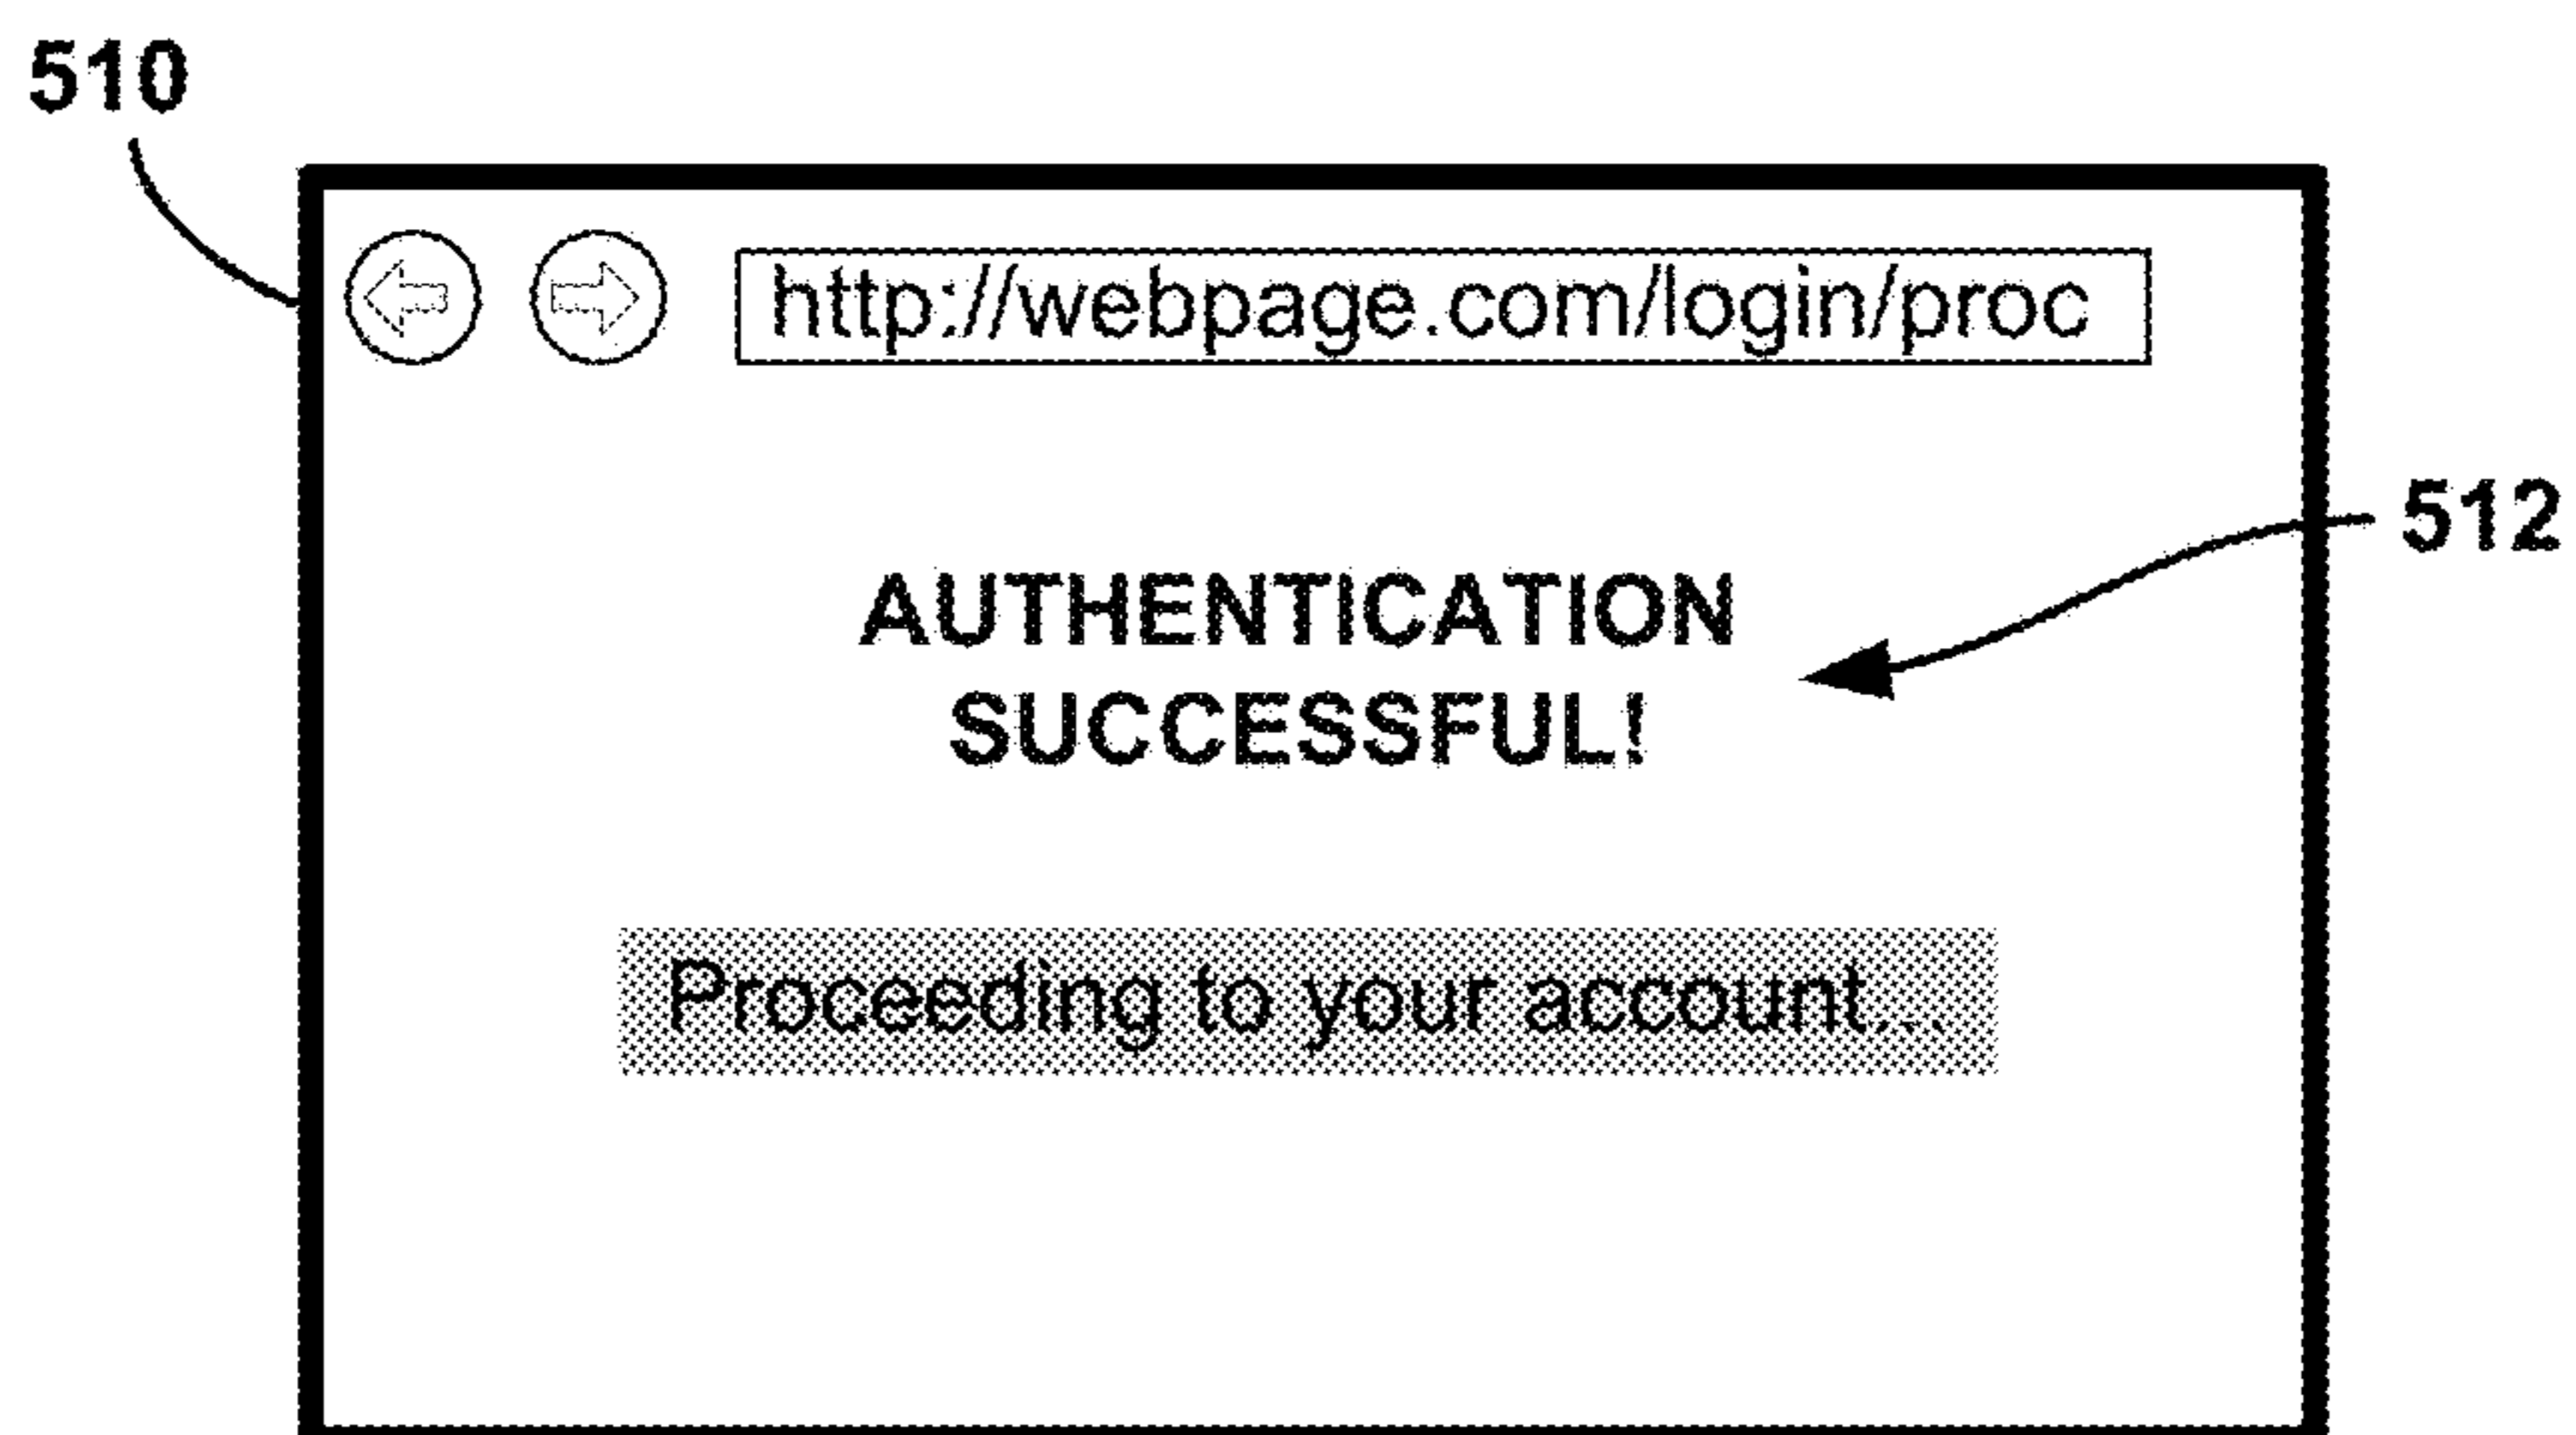 510
http://webpage.com/login/proc
512
AUTHENTICATION
SUCCESSFUL!
Proceeding to your account...